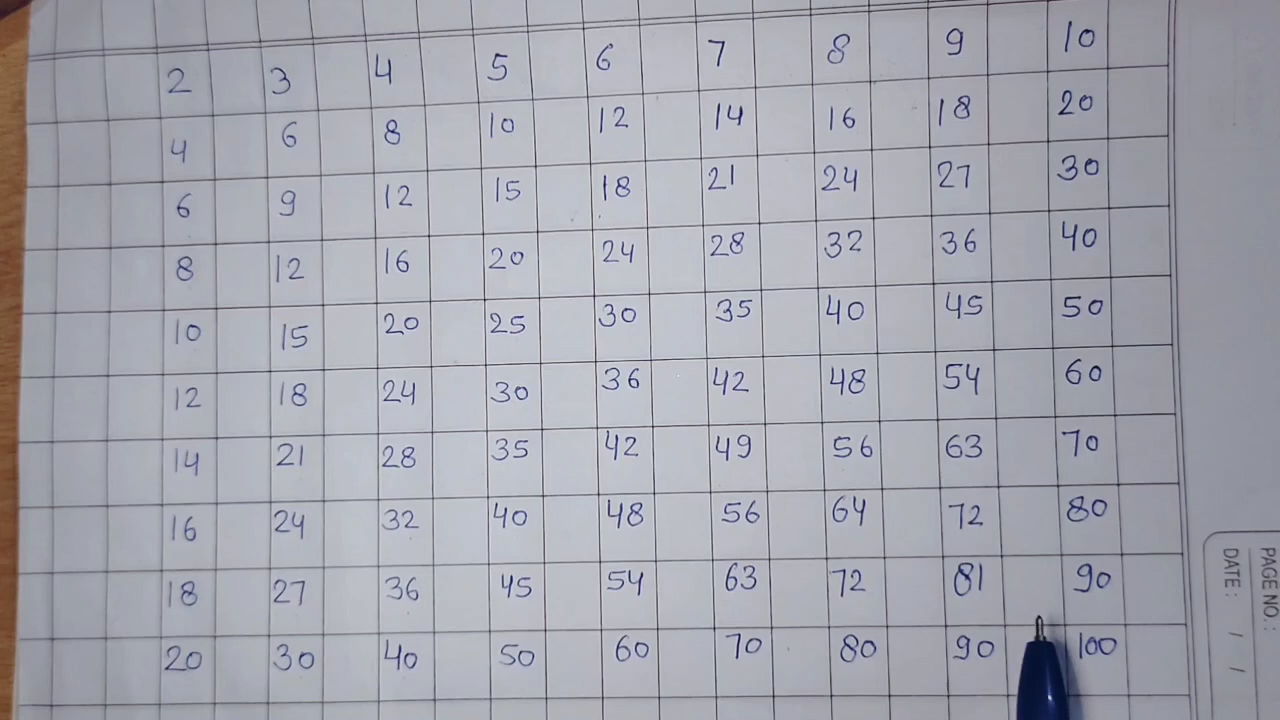 2 3 4 5 6 7 8 9 10
4 6 8 10 12 14 16 18 20
6 9 12 15 18 21 24 27 30
8 12 16 20 24 28 32 36 40
10 15 20 25 30 35 40 45 50
12 18 24 30 36 42 48 54 60
14 21 28 35 42 49 56 63 70
16 24 32 40 48 56 64 72 80
18 27 36 45 54 63 72 81 90
20 30 40 50 60 70 80 90 100
PAGE NO.:
DATE: / /